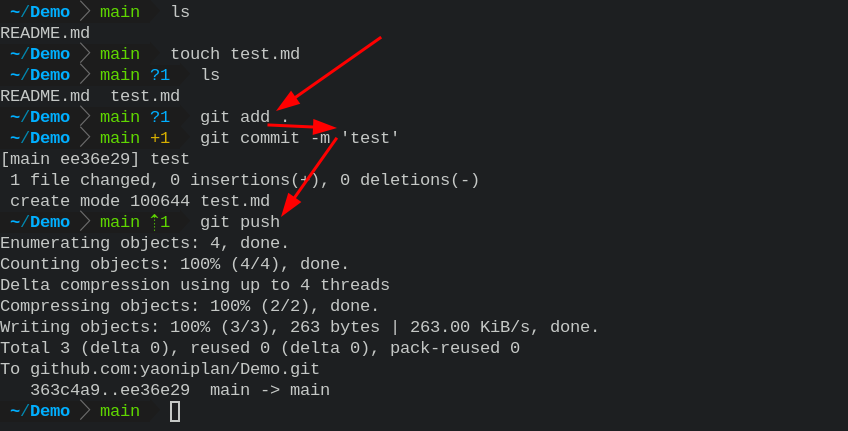 ~/Demo main ls
README.md
~/Demo main touch test.md
~/Demo main ?1 ls
README.md  test.md
~/Demo main ?1 git add .
~/Demo main +1 git commit -m 'test'
[main ee36e29] test
 1 file changed, 0 insertions(+), 0 deletions(-)
 create mode 100644 test.md
~/Demo main ⇡1 git push
Enumerating objects: 4, done.
Counting objects: 100% (4/4), done.
Delta compression using up to 4 threads
Compressing objects: 100% (2/2), done.
Writing objects: 100% (3/3), 263 bytes | 263.00 KiB/s, done.
Total 3 (delta 0), reused 0 (delta 0), pack-reused 0
To github.com:yaoniplan/Demo.git
   363c4a9..ee36e29  main -> main
~/Demo main